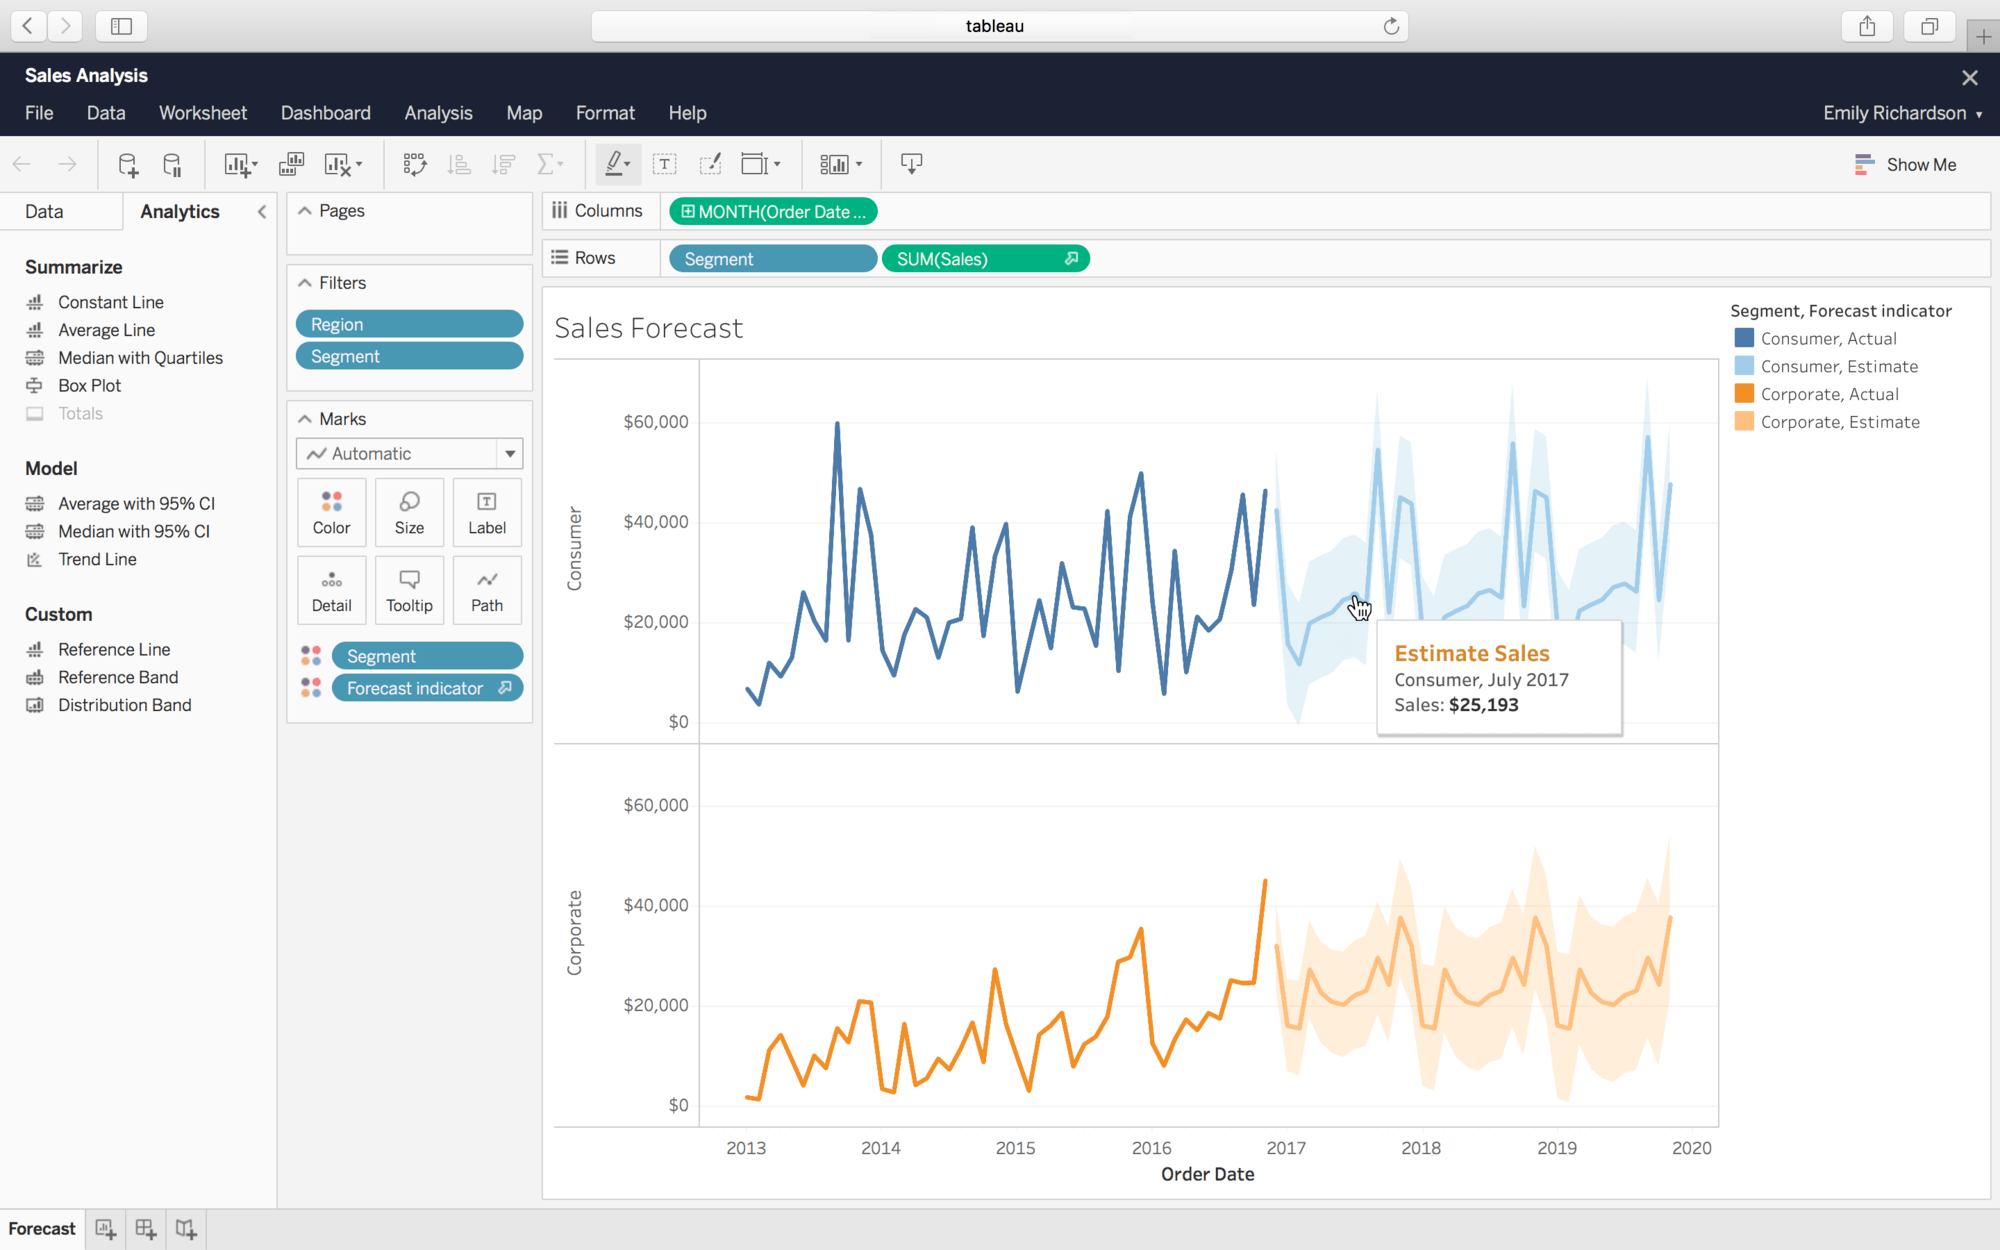 tableau
Sales Analysis
File Data Worksheet Dashboard Analysis Map Format Help
Emily Richardson
Show Me
Data Analytics
Summarize
Constant Line
Average Line
Median with Quartiles
Box Plot
Totals
Model
Average with 95% CI
Median with 95% CI
Trend Line
Custom
Reference Line
Reference Band
Distribution Band
Pages
Filters
Region
Segment
Marks
Automatic
Color Size Label
Detail Tooltip Path
Segment
Forecast indicator
Columns MONTH(Order Date ...
Rows Segment SUM(Sales)
Sales Forecast
Consumer
$60,000
$40,000
$20,000
$0
Estimate Sales
Consumer, July 2017
Sales: $25,193
Corporate
$60,000
$40,000
$20,000
$0
2013 2014 2015 2016 2017 2018 2019 2020
Order Date
Segment, Forecast indicator
Consumer, Actual
Consumer, Estimate
Corporate, Actual
Corporate, Estimate
Forecast